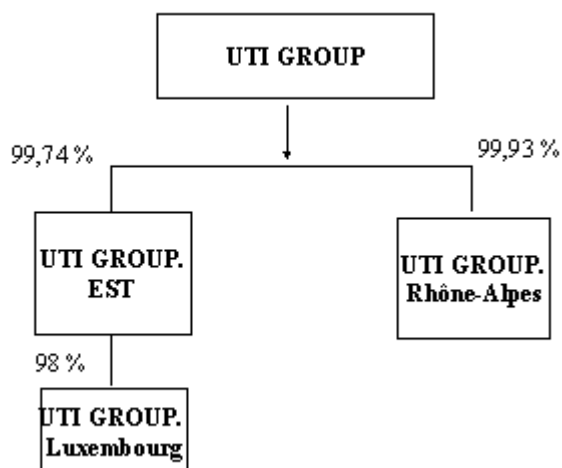 UTI GROUP
99,74 %
99,93 %
UTI GROUP.
EST
UTI GROUP.
Rhône-Alpes
98 %
UTI GROUP.
Luxembourg